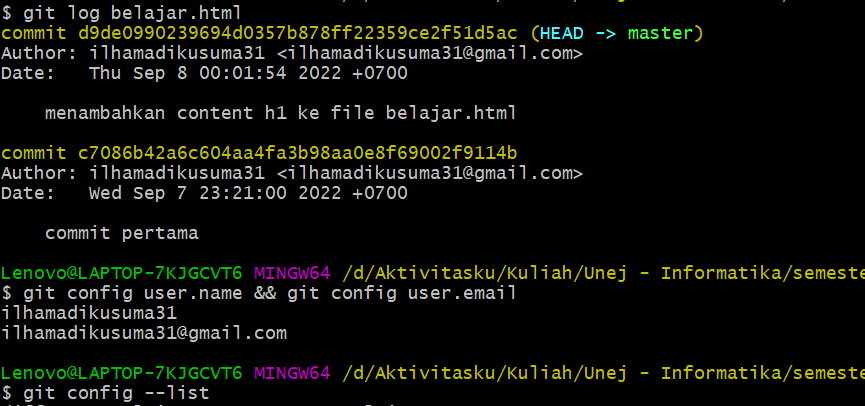 $ git log belajar.html
commit d9de0990239694d0357b878ff22359ce2f51d5ac (HEAD -> master)
Author: ilhamadikusuma31 <ilhamadikusuma31@gmail.com>
Date:   Thu Sep 8 00:01:54 2022 +0700
menambahkan content h1 ke file belajar.html
commit c7086b42a6c604aa4fa3b98aa0e8f69002f9114b
Author: ilhamadikusuma31 <ilhamadikusuma31@gmail.com>
Date:   Wed Sep 7 23:21:00 2022 +0700
commit pertama
Lenovo@LAPTOP-7KJGCVT6 MINGW64 /d/Aktivitasku/Kuliah/Unej - Informatika/semeste
$ git config user.name && git config user.email
ilhamadikusuma31
ilhamadikusuma31@gmail.com
Lenovo@LAPTOP-7KJGCVT6 MINGW64 /d/Aktivitasku/Kuliah/Unej - Informatika/semeste
$ git config --list